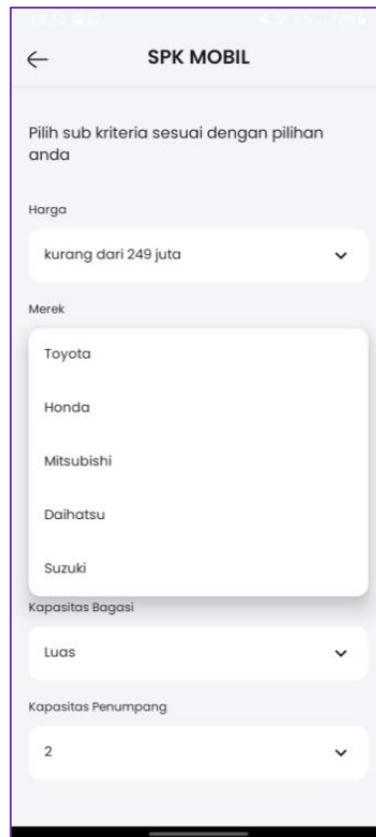 SPK MOBIL
Pilih sub kriteria sesuai dengan pilihan
anda
Harga
kurang dari 249 juta
Merek
Toyota
Honda
Mitsubishi
Daihatsu
Suzuki
Kapasitas Bagasi
Luas
Kapasitas Penumpang
2